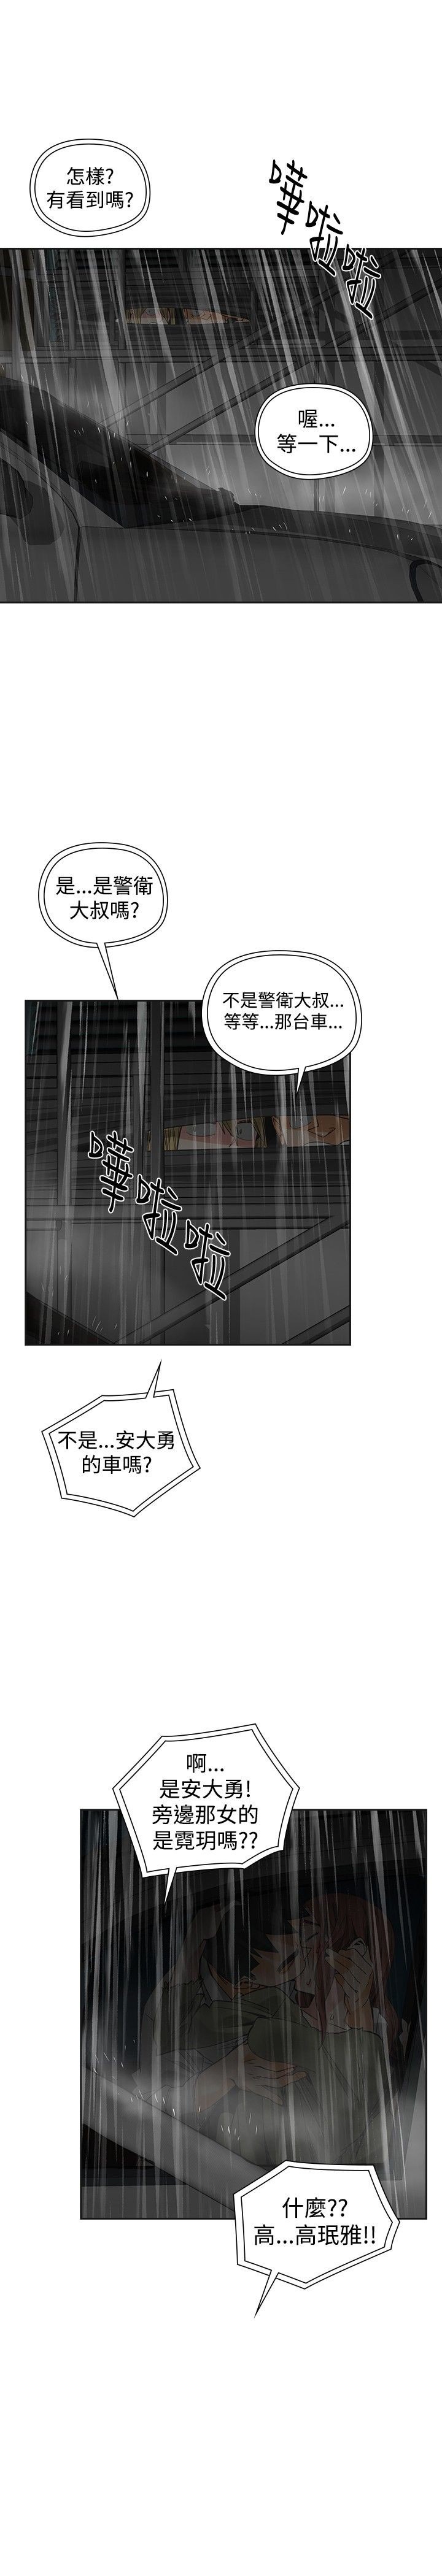 怎樣?
有看到嗎?
嘩啦啦
喔...
等一下...
是...是警衛
大叔嗎?
不是警衛大叔...
等等...那台車...
嘩啦啦
不是...安大勇
的車嗎?
啊...
是安大勇!
旁邊那女的
是霓玥嗎??
什麼??
高...高珉雅!!